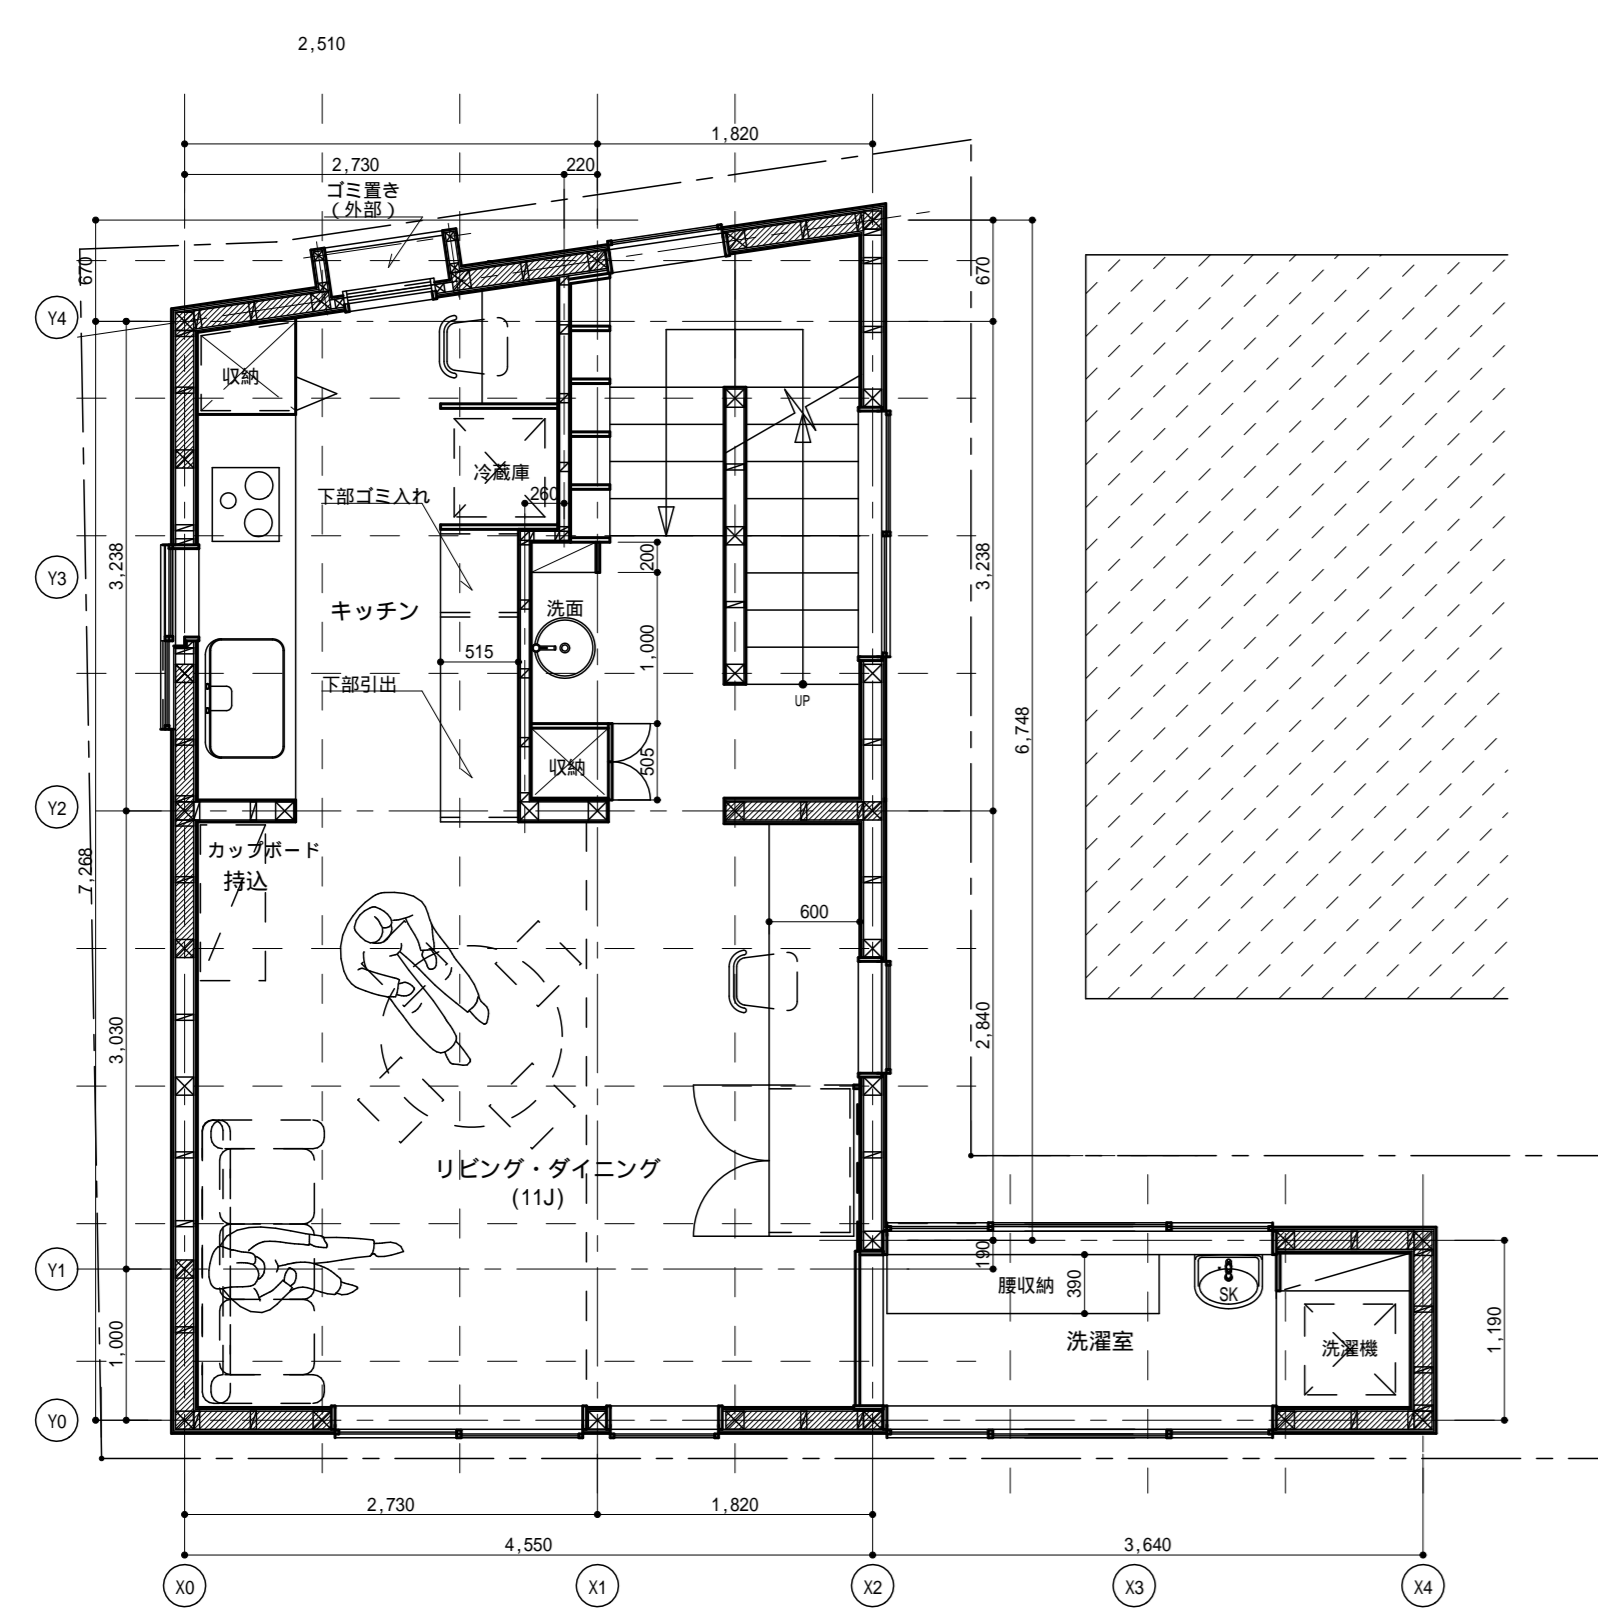 2,510
1,820
2,730
220
ゴミ置き
(外部)
670
670
Y4
収納
冷蔵庫
下部ゴミ入れ
260
200
Y3
3,238
3,238
キッチン
洗面
515
1,000
下部引出
UP
6,748
収納
505
Y2
カップボード
持込
7,268
600
3,030
2,840
リビング・ダイニング
(11J)
Y1
190
腰収納
390
SK
洗濯室
洗濯機
1,190
1,000
Y0
2,730
1,820
4,550
3,640
X0
X1
X2
X3
X4